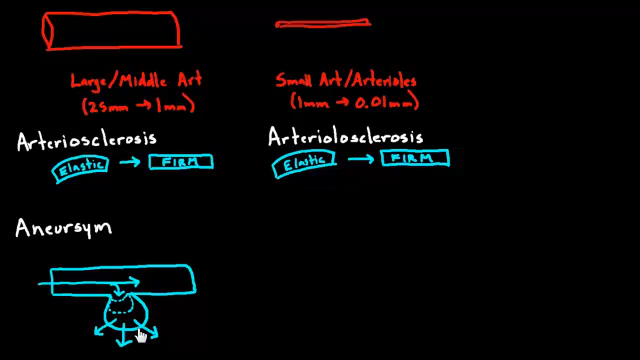 Large/Middle Art
(25mm → 1mm)
Small Art/Arterioles
(1mm → 0.01mm)
Arteriosclerosis
Elastic → FIRM
Arteriolosclerosis
Elastic → FIRM
Aneursym